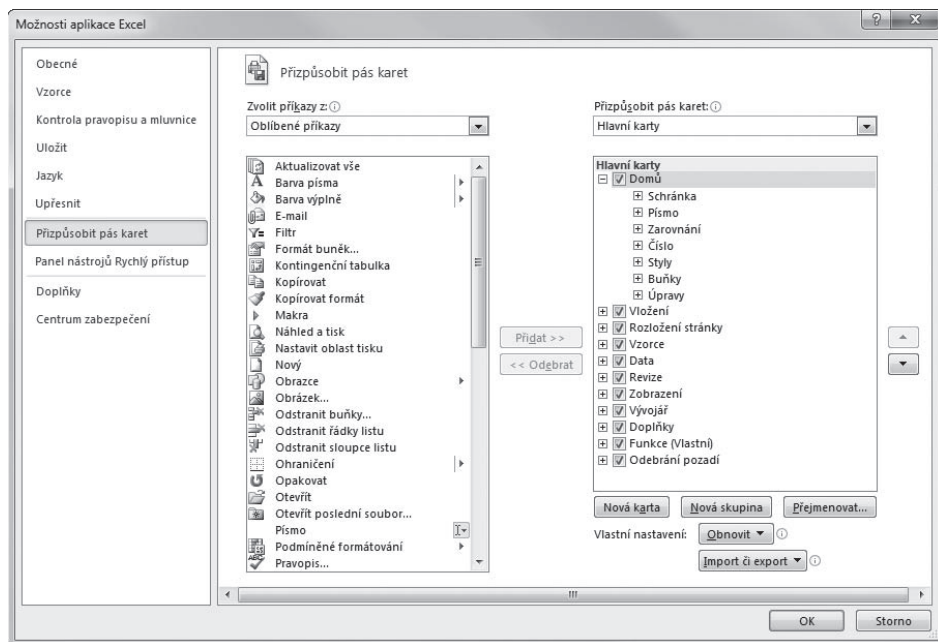 Možnosti aplikace Excel
Obecné
Vzorce
Kontrola pravopisu a mluvnice
Uložit
Jazyk
Upřesnit
Přizpůsobit pás karet
Panel nástrojů Rychlý přístup
Doplňky
Centrum zabezpečení
Přizpůsobit pás karet
Zvolit příkazy z:
Oblíbené příkazy
Aktualizovat vše
Barva písma
Barva výplně
E-mail
Filtr
Formát buněk...
Kontingenční tabulka
Kopírovat
Kopírovat formát
Makra
Náhled a tisk
Nastavit oblast tisku
Nový
Obrazce
Obrázek...
Odstranit buňky...
Odstranit řádky listu
Odstranit sloupce listu
Ohraničení
Opakovat
Otevřít
Otevřít poslední soubor...
Písmo
Podmíněné formátování
Pravopis...
Přidat >>
<< Odebrat
Přizpůsobit pás karet:
Hlavní karty
Hlavní karty
Domů
Schránka
Písmo
Zarovnání
Číslo
Styly
Buňky
Úpravy
Vložení
Rozložení stránky
Vzorce
Data
Revize
Zobrazení
Vývojář
Doplňky
Funkce (Vlastní)
Odebrání pozadí
Nová karta
Nová skupina
Přejmenovat...
Vlastní nastavení:
Obnovit
Import či export
OK
Storno